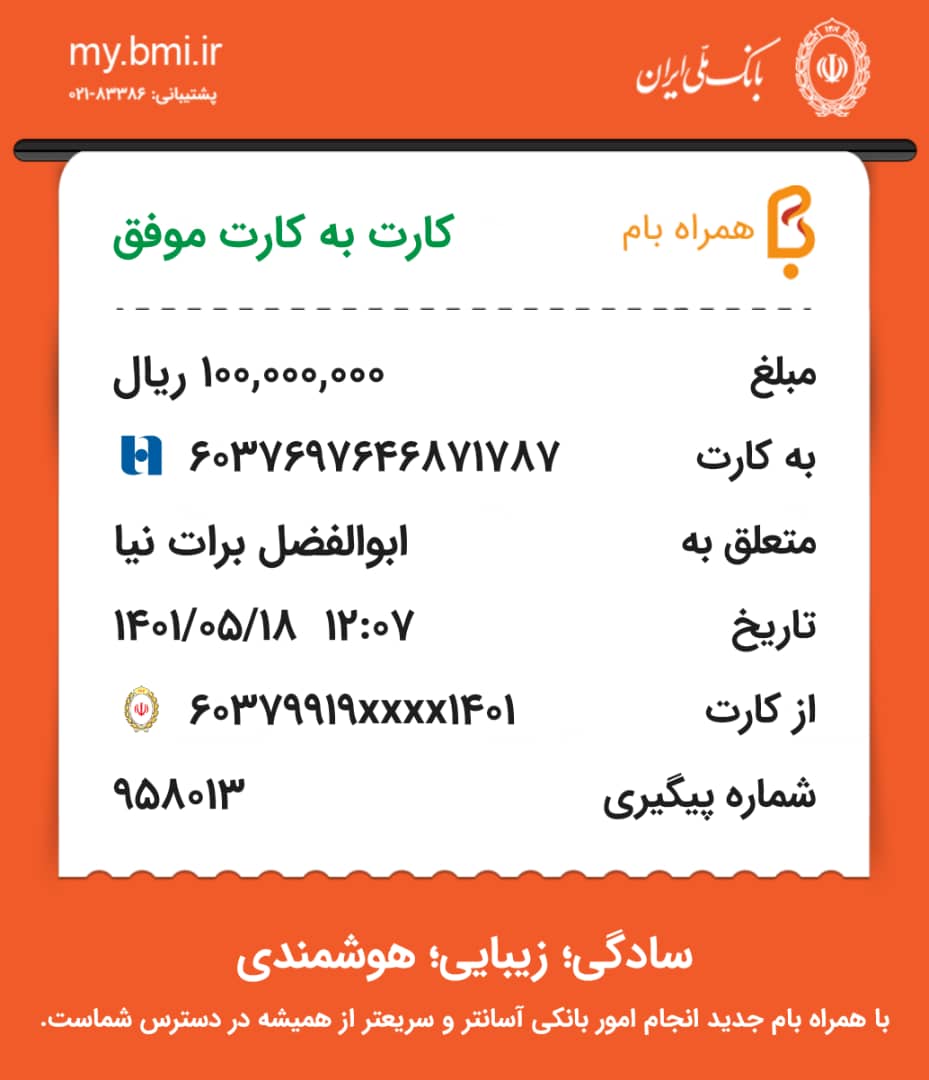 my.bmi.ir
پشتیبانی: ۸۳۳۸۶-۰۲۱
بانک ملی ایران
همراه بام
کارت به کارت موفق
مبلغ ۱۰۰,۰۰۰,۰۰۰ ریال
به کارت ۶۰۳۷۶۹۷۶۴۶۸۷۱۷۸۷
متعلق به ابوالفضل برات نیا
تاریخ ۱۴۰۱/۰۵/۱۸ ۱۲:۰۷
از کارت ۶۰۳۷۹۹۱۹xxxx۱۴۰۱
شماره پیگیری ۹۵۸۰۱۳
سادگی؛ زیبایی؛ هوشمندی
با همراه بام جدید انجام امور بانکی آسانتر و سریعتر از همیشه در دسترس شماست.